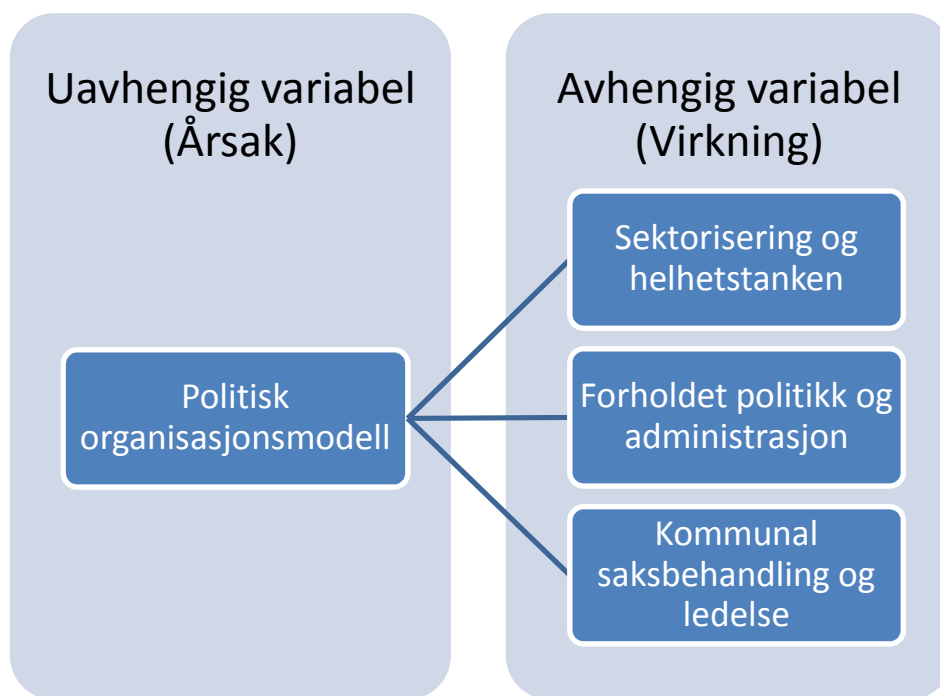 Uavhengig variabel
(Årsak)
Politisk
organisasjonsmodell
Avhengig variabel
(Virkning)
Sektorisering og
helhetstanken
Forholdet politikk og
administrasjon
Kommunal
saksbehandling og
ledelse